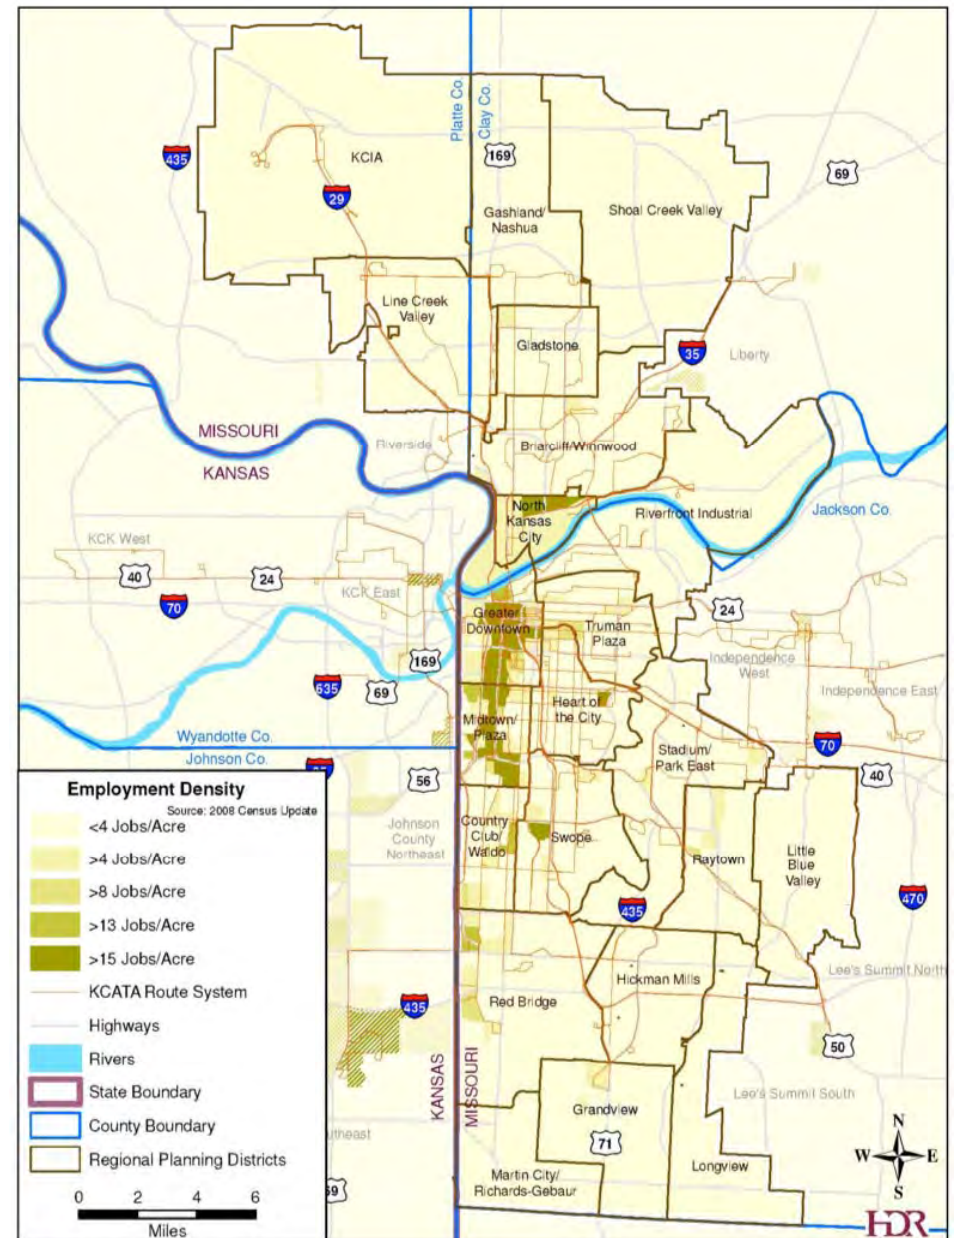 Platte Co.
Clay Co.
435
KCIA
169
69
29
Gashland/
Nashua
Shoal Creek Valley
Line Creek
Valley
Gladstone
35
Liberty
MISSOURI
KANSAS
Riverside
Briarcliff/Winnwood
North
Kansas
City
Riverfront Industrial
Jackson Co.
KCK West
40
24
70
KCK East
Greater
Downtown
Truman
Plaza
24
169
635
69
Independence
West
Independence East
Heart of
the City
Midtown/
Plaza
Wyandotte Co.
Johnson Co.
Stadium/
Park East
70
40
56
Johnson
County
Northeast
Country
Club/
Waldo
Swope
Raytown
Little
Blue
Valley
435
470
Lee's Summit North
Hickman Mills
Red Bridge
435
50
KANSAS
MISSOURI
Lee's Summit South
Grandview
71
Longview
Martin City/
Richards-Gebaur
utheast
69
Employment Density
Source: 2008 Census Update
<4 Jobs/Acre
>4 Jobs/Acre
>8 Jobs/Acre
>13 Jobs/Acre
>15 Jobs/Acre
KCATA Route System
Highways
Rivers
State Boundary
County Boundary
Regional Planning Districts
0 2 4 6
Miles
N
W E
S
HDR